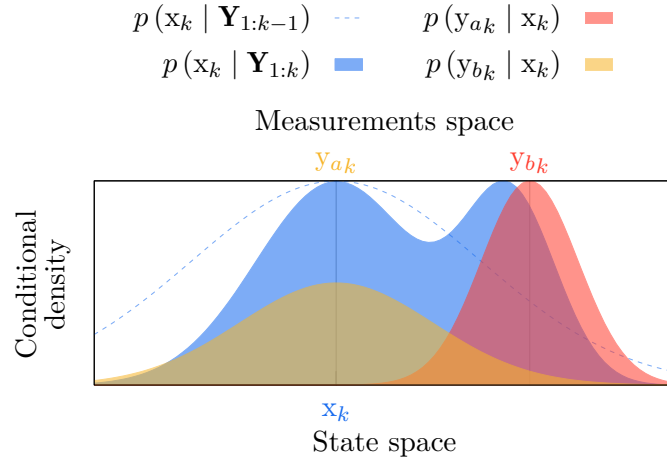 p (x_k | Y_{1:k−1}) p (y_{a_k} | x_k)
p (x_k | Y_{1:k}) p (y_{b_k} | x_k)
Measurements space
y_{a_k} y_{b_k}
Conditional
density
x_k
State space